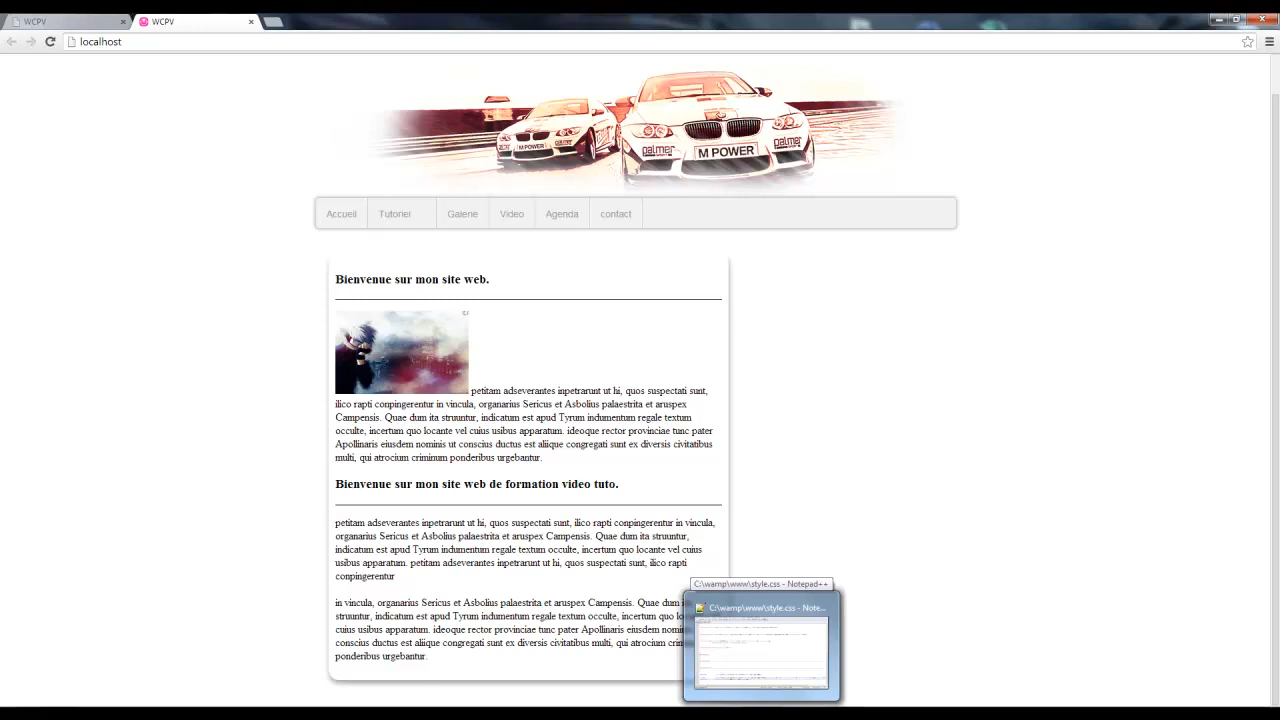 WCPV
WCPV
localhost
M POWER
palmer
M POWER
palmer
Accueil
Tutoriel
Galerie
Video
Agenda
contact
Bienvenue sur mon site web.
petitam adseverantes inpetrarunt ut hi, quos suspectati sunt,
ilico rapti conpingerentur in vincula, organarius Sericus et Asbolius palaestrita et aruspex
Campensis. Quae dum ita struuntur, indicatum est apud Tyrum indumentum regale textum
occulte, incertum quo locante vel cuius usibus apparatum. ideoque rector provinciae tunc pater
Apollinaris eiusdem nominis ut conscius ductus est aliique congregati sunt ex diversis civitatibus
multi, qui atrocium criminum ponderibus urgebantur.
Bienvenue sur mon site web de formation video tuto.
petitam adseverantes inpetrarunt ut hi, quos suspectati sunt, ilico rapti conpingerentur in vincula,
organarius Sericus et Asbolius palaestrita et aruspex Campensis. Quae dum ita struuntur,
indicatum est apud Tyrum indumentum regale textum occulte, incertum quo locante vel cuius
usibus apparatum. petitam adseverantes inpetrarunt ut hi, quos suspectati sunt, ilico rapti
conpingerentur
in vincula, organarius Sericus et Asbolius palaestrita et aruspex Campensis. Quae dum
struuntur, indicatum est apud Tyrum indumentum regale textum occulte, incertum quo
cuius usibus apparatum. ideoque rector provinciae tunc pater Apollinaris eiusdem
conscius ductus est aliique congregati sunt ex diversis civitatibus multi, qui atrocium
ponderibus urgebantur.
C:\wamp\www\style.css - Notepad++
C:\wamp\www\style.css - Note...